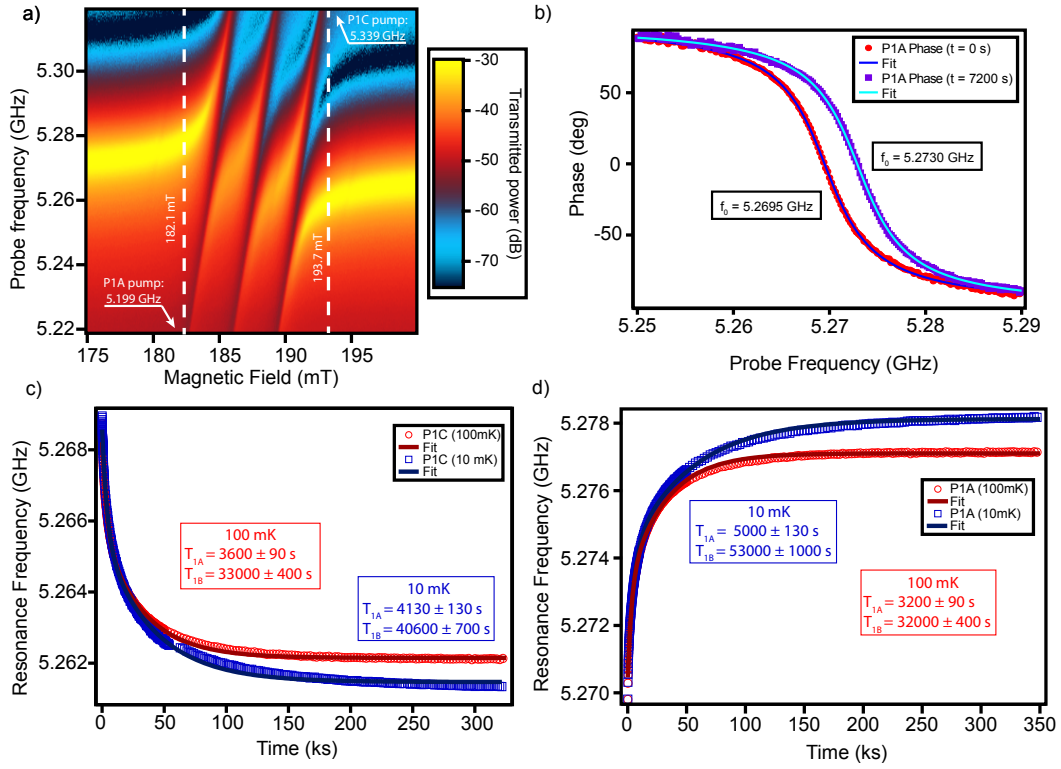 a)
P1C pump:
5.339 GHz
5.30
5.28
5.26
5.24
5.22
Probe frequency (GHz)
182.1 mT
193.7 mT
P1A pump:
5.199 GHz
175
180
185
190
195
Magnetic Field (mT)
-30
-40
-50
-60
-70
Transmitted power (dB)
b)
P1A Phase (t = 0 s)
Fit
P1A Phase (t = 7200 s)
Fit
f₀ = 5.2730 GHz
f₀ = 5.2695 GHz
50
0
-50
Phase (deg)
5.25
5.26
5.27
5.28
5.29
Probe Frequency (GHz)
c)
P1C (100mK)
Fit
P1C (10 mK)
Fit
100 mK
T1A = 3600 ± 90 s
T1B = 33000 ± 400 s
10 mK
T1A = 4130 ± 130 s
T1B = 40600 ± 700 s
5.268
5.266
5.264
5.262
Resonance Frequency (GHz)
0
50
100
150
200
250
300
Time (ks)
d)
P1A (100mK)
Fit
P1A (10mK)
Fit
10 mK
T1A = 5000 ± 130 s
T1B = 53000 ± 1000 s
100 mK
T1A = 3200 ± 90 s
T1B = 32000 ± 400 s
5.278
5.276
5.274
5.272
5.270
Resonance Frequency (GHz)
0
50
100
150
200
250
300
350
Time (ks)